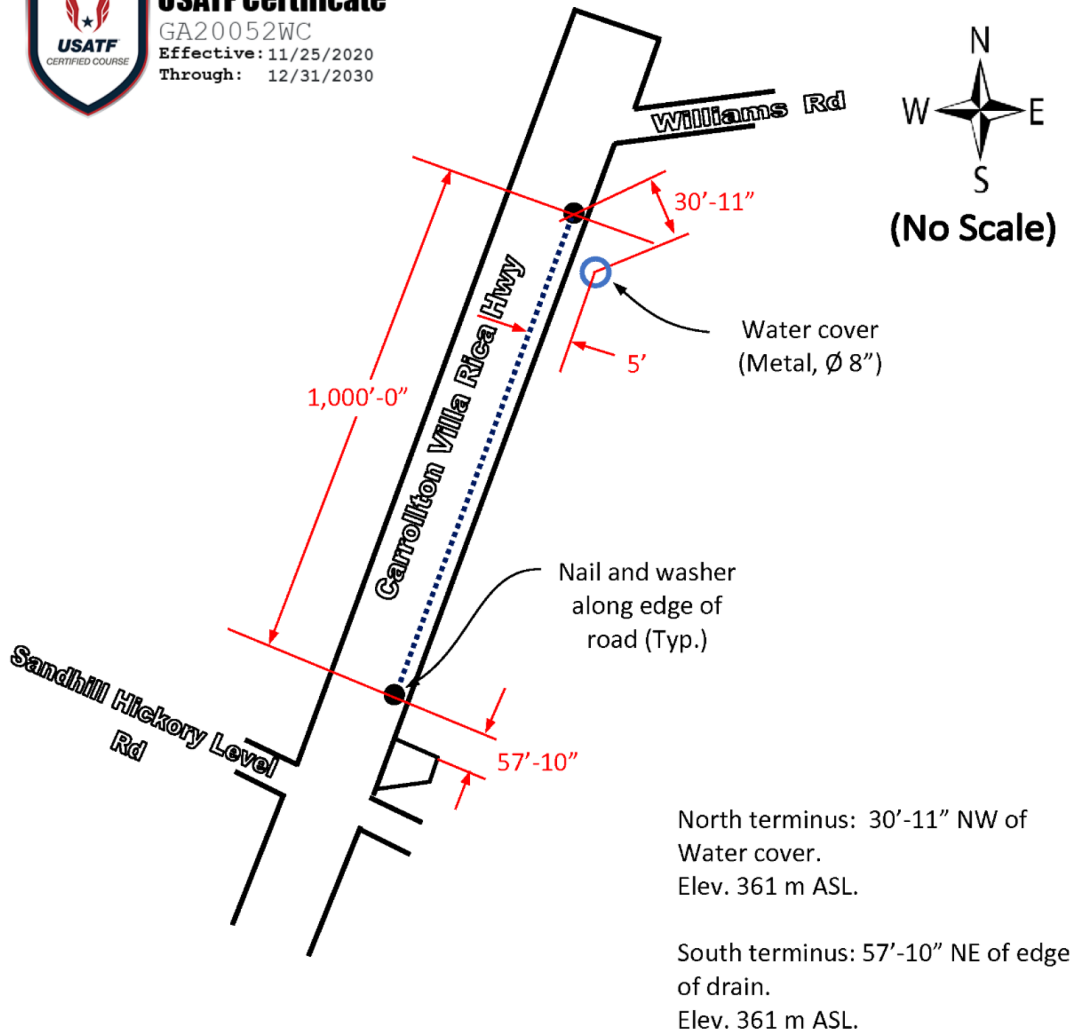 USATF Certificate
GA20052WC
Effective: 11/25/2020
Through: 12/31/2030
USATF
CERTIFIED COURSE
N
W E
S
(No Scale)
Williams Rd
30’-11”
Water cover
(Metal, Ø 8”)
5’
1,000’-0”
Carrollton Villa Rica Hwy
Nail and washer
along edge of
road (Typ.)
Sandhill Hickory Level
Rd
57’-10”
North terminus: 30’-11” NW of
Water cover.
Elev. 361 m ASL.
South terminus: 57’-10” NE of edge
of drain.
Elev. 361 m ASL.